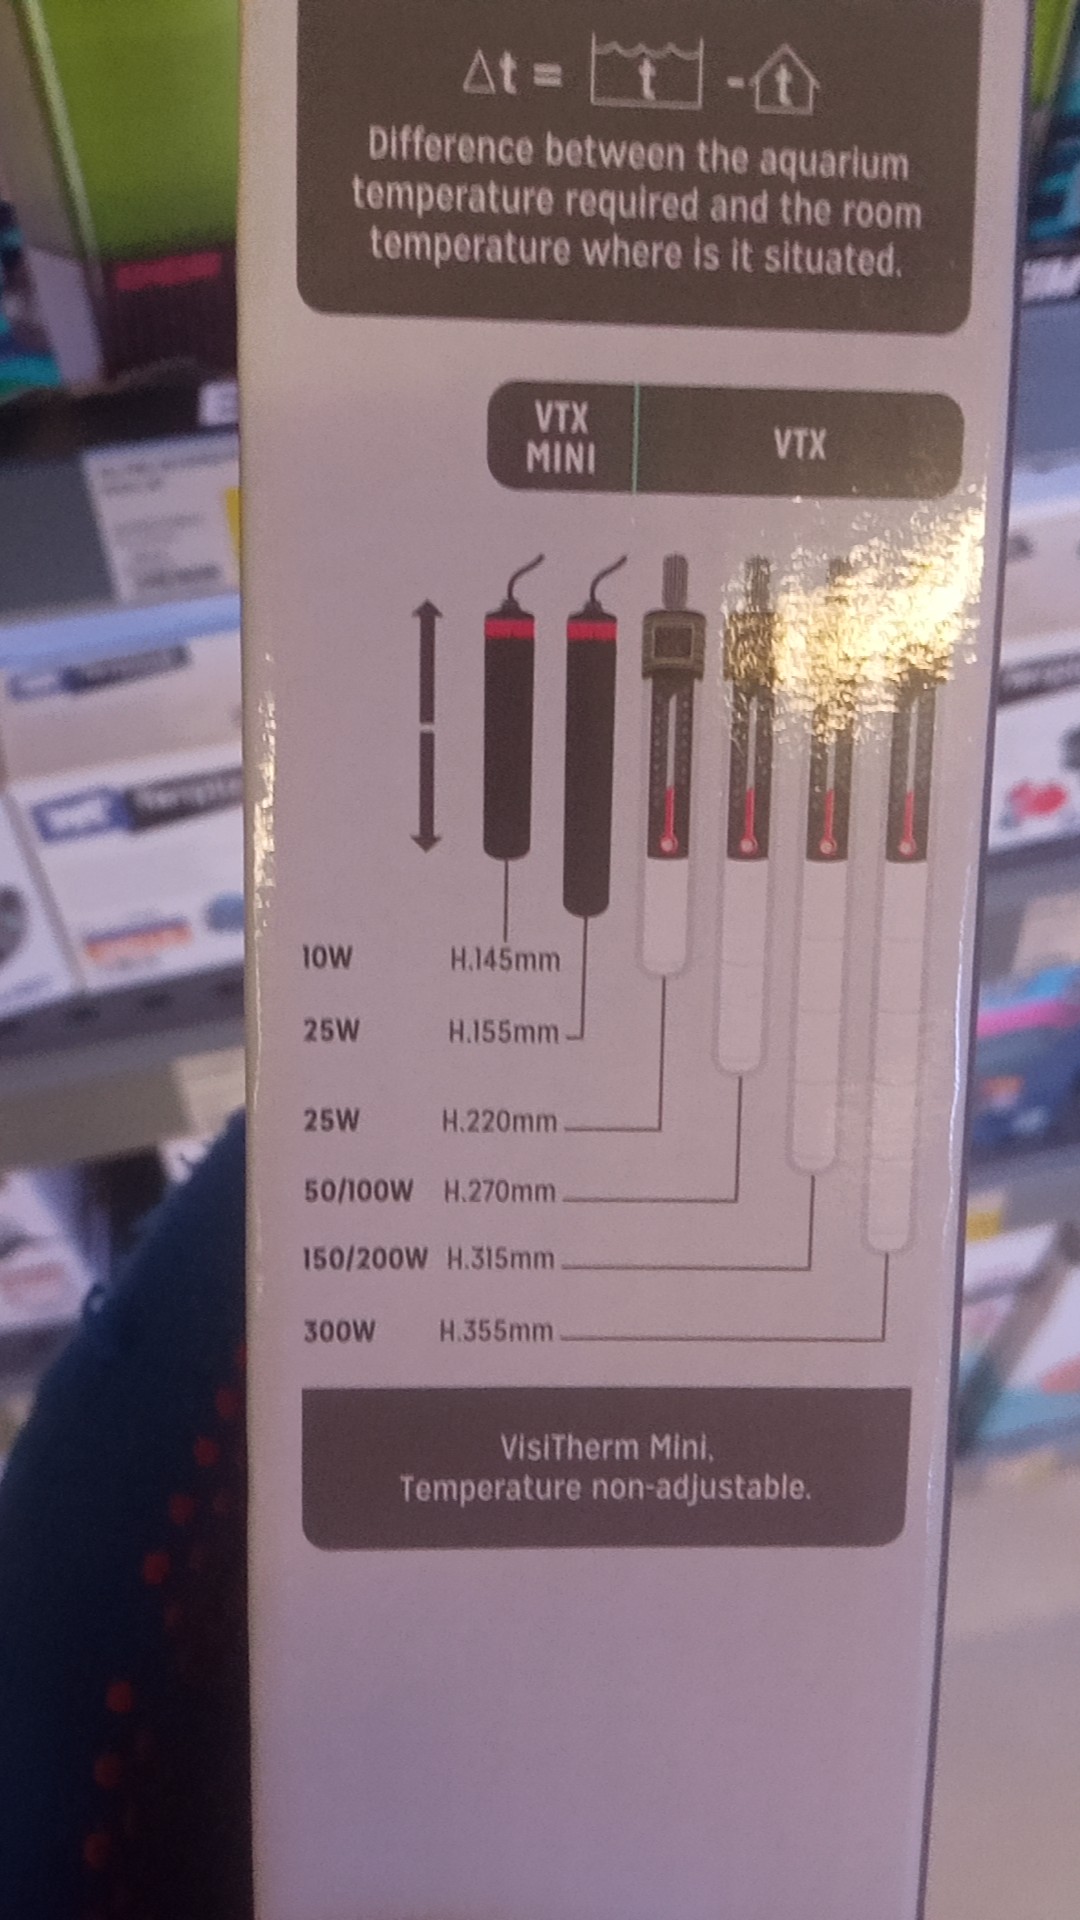 Δt = t - t
Difference between the aquarium
temperature required and the room
temperature where is it situated.
VTX
MINI
VTX
10W H.145mm
25W H.155mm
25W H.220mm
50/100W H.270mm
150/200W H.315mm
300W H.355mm
VisiTherm Mini,
Temperature non-adjustable.